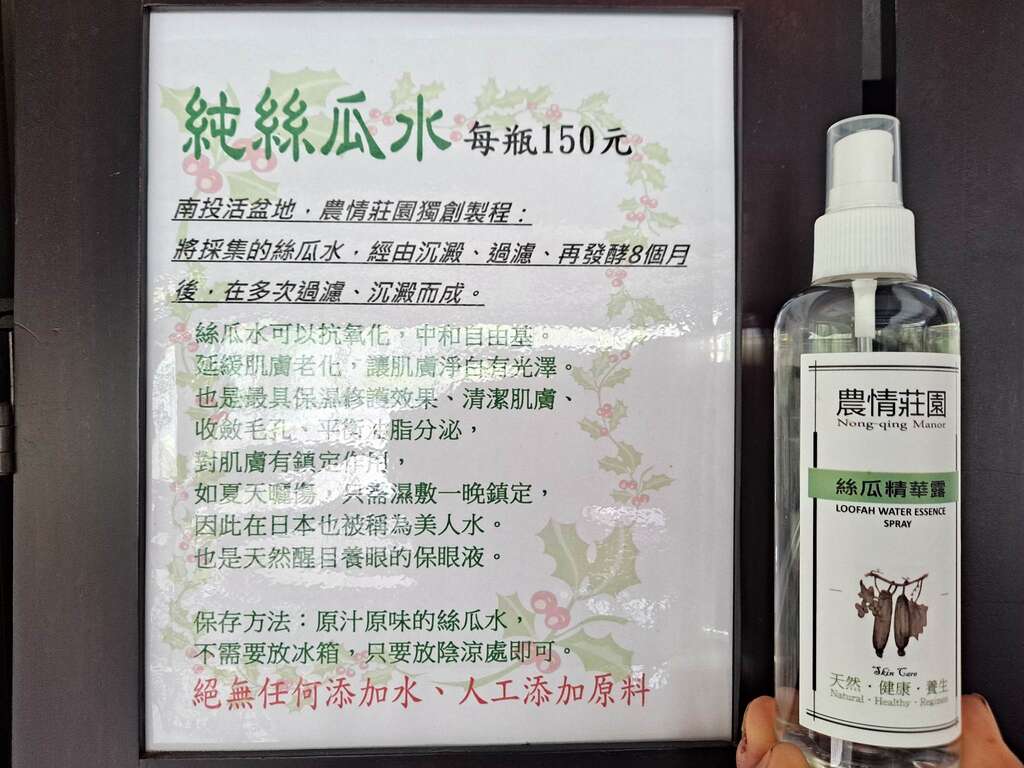 純絲瓜水 每瓶150元
南投活盆地，農情莊園獨創製程：
將採集的絲瓜水，經由沉澱、過濾、再發酵8個月
後，在多次過濾、沉澱而成。
絲瓜水可以抗氧化，中和自由基。
延緩肌膚老化，讓肌膚淨白有光澤。
也是最具保濕修護效果、清潔肌膚、
收斂毛孔、平衡油脂分泌，
對肌膚有鎮定作用，
如夏天曬傷，只需濕敷一晚鎮定，
因此在日本也被稱為美人水。
也是天然醒目養眼的保眼液。
保存方法：原汁原味的絲瓜水，
不需要放冰箱，只要放陰涼處即可。
絕無任何添加水、人工添加原料
農情莊園
Nong-qing Manor
絲瓜精華露
LOOFAH WATER ESSENCE
SPRAY
Skin Care
天然·健康·養生
Natural · Healthy · Regimen